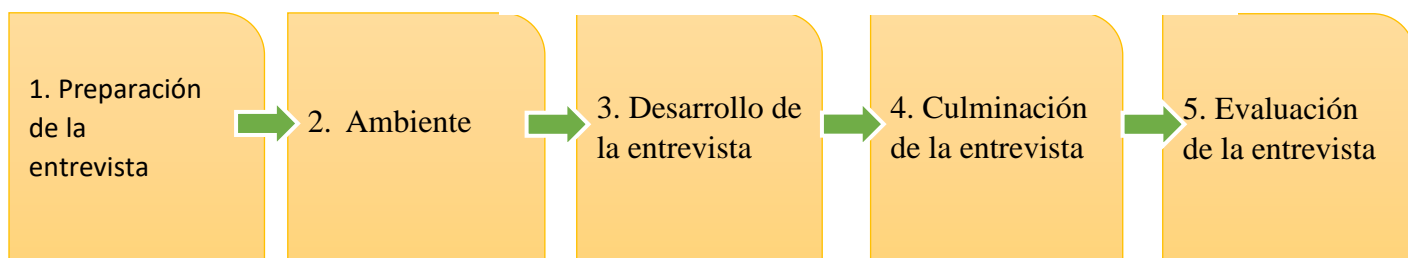 1. Preparación
de la
entrevista
2. Ambiente
3. Desarrollo de
la entrevista
4. Culminación
de la entrevista
5. Evaluación
de la entrevista